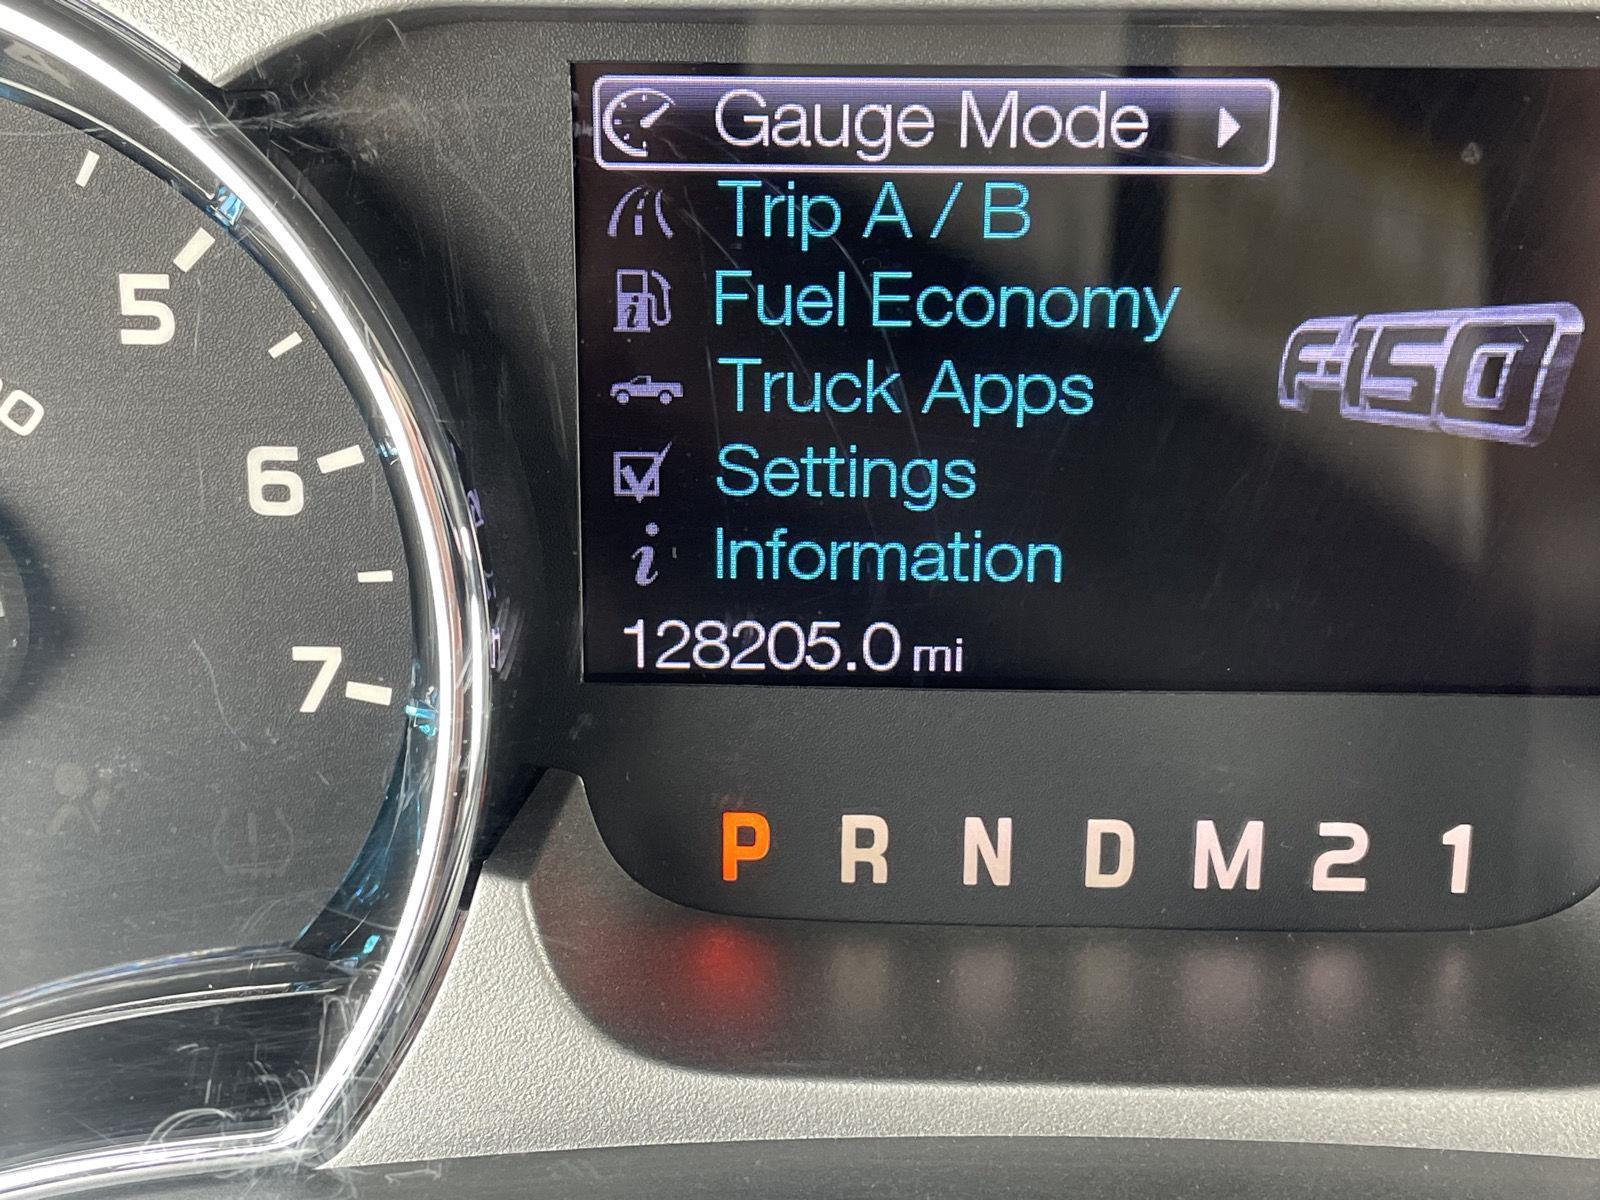 Gauge Mode
Trip A / B
Fuel Economy
Truck Apps
Settings
Information
F-150
128205.0 mi
5
6
7
P R N D M 2 1